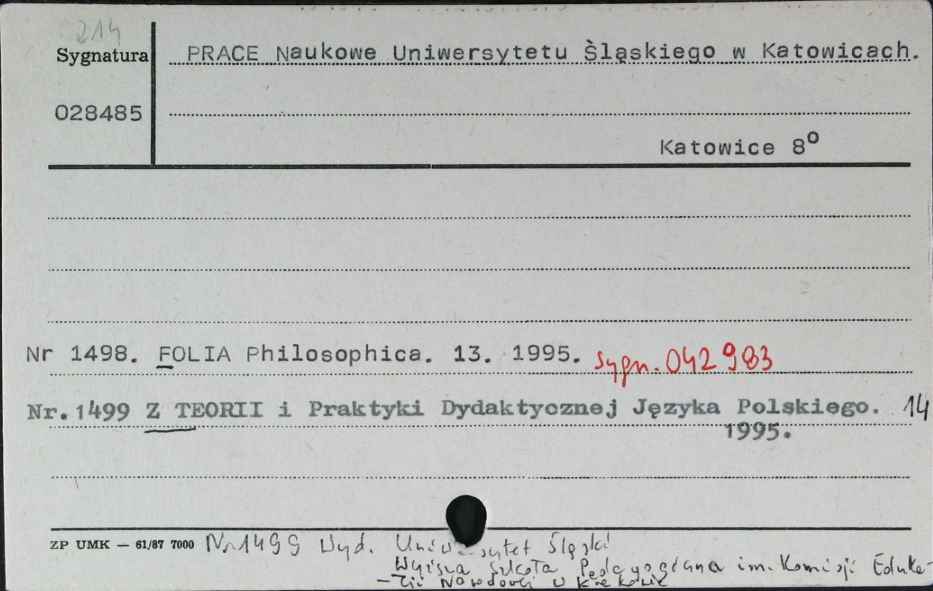 214
Sygnatura
PRACE Naukowe Uniwersytetu Śląskiego w Katowicach.
028485
Katowice 8º
Nr 1498. FOLIA Philosophica. 13. 1995. sygn. 042983
Nr.1499 Z TEORII i Praktyki Dydaktycznej Języka Polskiego. 14
1995.
ZP UMK — 61/87 7000 Nr 1499 Wyd. Uniwersytet Śląski
Wyższa Szkoła Pedagogiczna im. Komisji Eduka-
-cji Narodowej w Krakowie